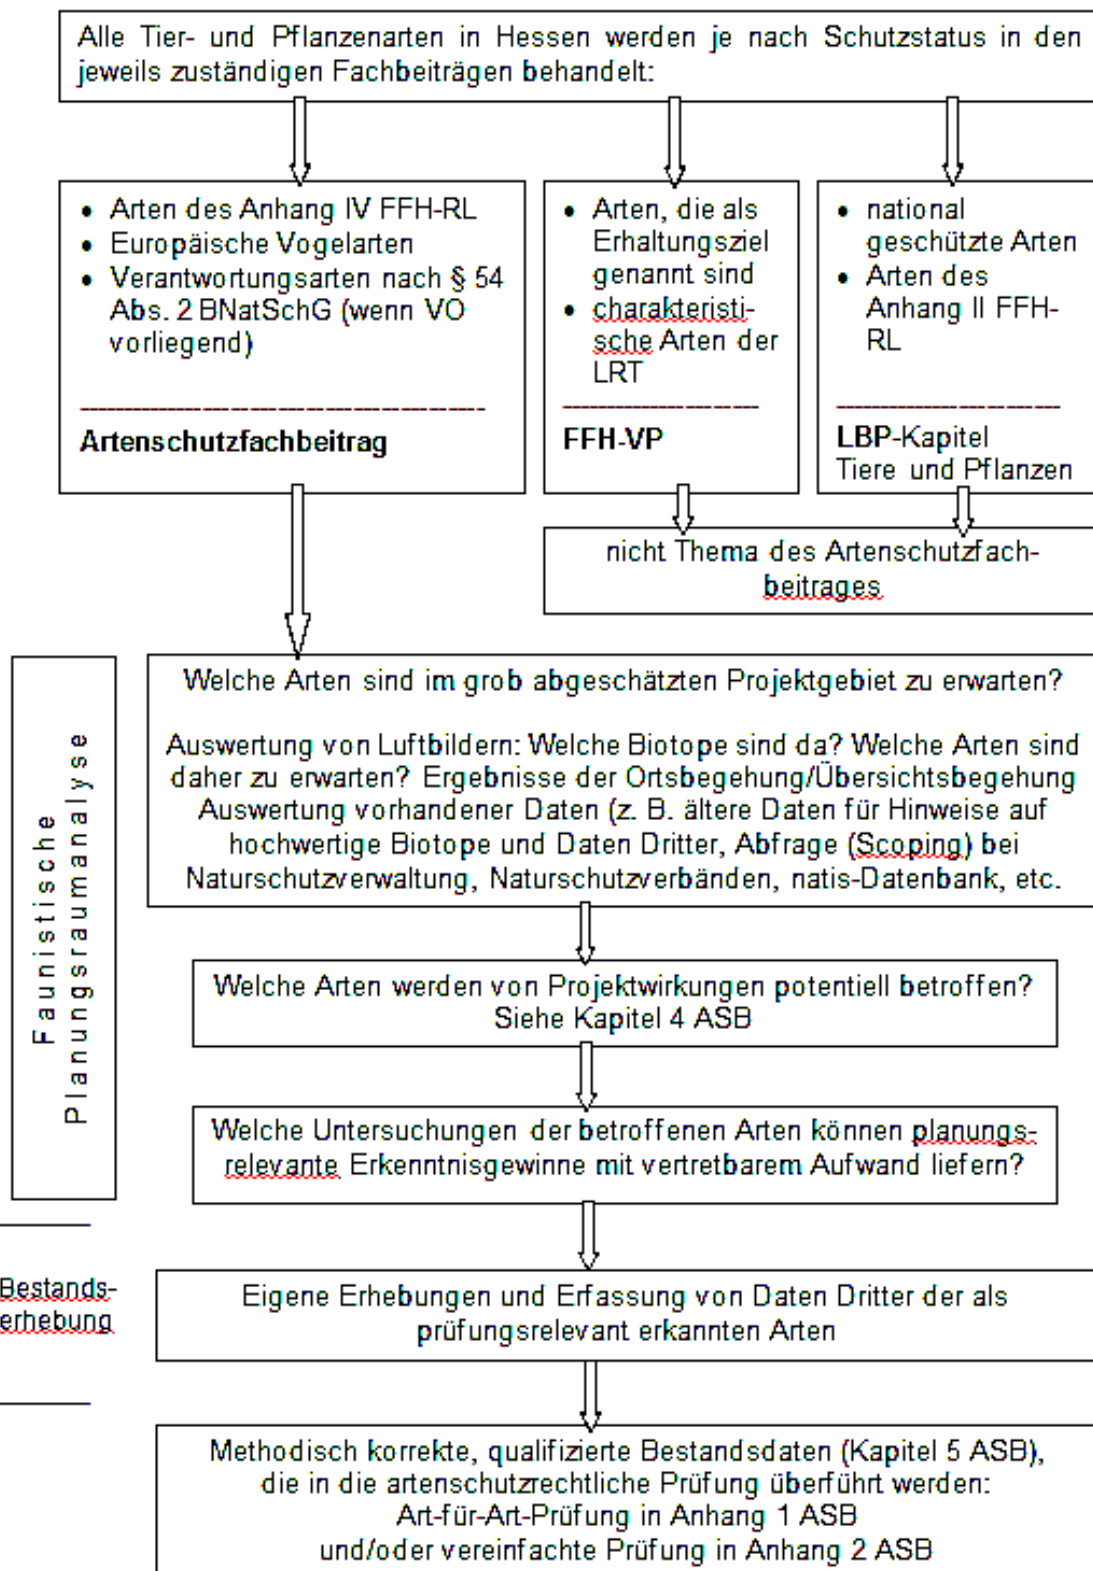 Alle Tier- und Pflanzenarten in Hessen werden je nach Schutzstatus in den
jeweils zuständigen Fachbeiträgen behandelt:
• Arten des Anhang IV FFH-RL
• Europäische Vogelarten
• Verantwortungsarten nach § 54
Abs. 2 BNatSchG (wenn VO
vorliegend)
Artenschutzfachbeitrag
• Arten, die als
Erhaltungsziel
genannt sind
• charakteristi-
sche Arten der
LRT
FFH-VP
• national
geschützte Arten
• Arten des
Anhang II FFH-
RL
LBP-Kapitel
Tiere und Pflanzen
nicht Thema des Artenschutzfach-
beitrages
Faunistische
Planungsraumanalyse
Welche Arten sind im grob abgeschätzten Projektgebiet zu erwarten?
Auswertung von Luftbildern: Welche Biotope sind da? Welche Arten sind
daher zu erwarten? Ergebnisse der Ortsbegehung/Übersichtsbegehung
Auswertung vorhandener Daten (z. B. ältere Daten für Hinweise auf
hochwertige Biotope und Daten Dritter, Abfrage (Scoping) bei
Naturschutzverwaltung, Naturschutzverbänden, natis-Datenbank, etc.
Welche Arten werden von Projektwirkungen potentiell betroffen?
Siehe Kapitel 4 ASB
Welche Untersuchungen der betroffenen Arten können planungs-
relevante Erkenntnisgewinne mit vertretbarem Aufwand liefern?
Bestands-
erhebung
Eigene Erhebungen und Erfassung von Daten Dritter der als
prüfungsrelevant erkannten Arten
Methodisch korrekte, qualifizierte Bestandsdaten (Kapitel 5 ASB),
die in die artenschutzrechtliche Prüfung überführt werden:
Art-für-Art-Prüfung in Anhang 1 ASB
und/oder vereinfachte Prüfung in Anhang 2 ASB